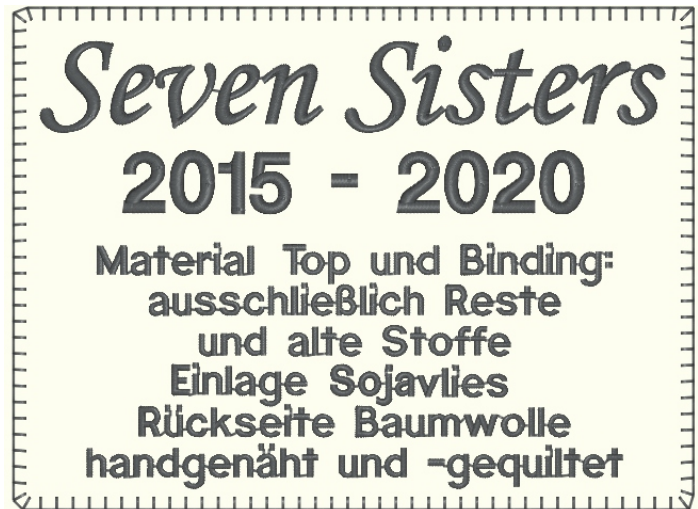 Seven Sisters
2015 - 2020
Material Top und Binding:
ausschließlich Reste
und alte Stoffe
Einlage Sojavlies
Rückseite Baumwolle
handgenäht und -gequiltet